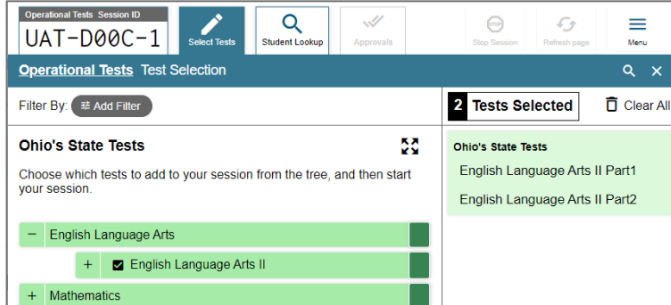 Operational Tests Session ID
UAT-D00C-1
Select Tests
Student Lookup
Approvals
STOP
Stop Session
Refresh page
Menu
Operational Tests Test Selection
Filter By: Add Filter
2 Tests Selected
Clear All
Ohio's State Tests
Choose which tests to add to your session from the tree, and then start
your session.
− English Language Arts
+ English Language Arts II
+ Mathematics
Ohio's State Tests
English Language Arts II Part1
English Language Arts II Part2